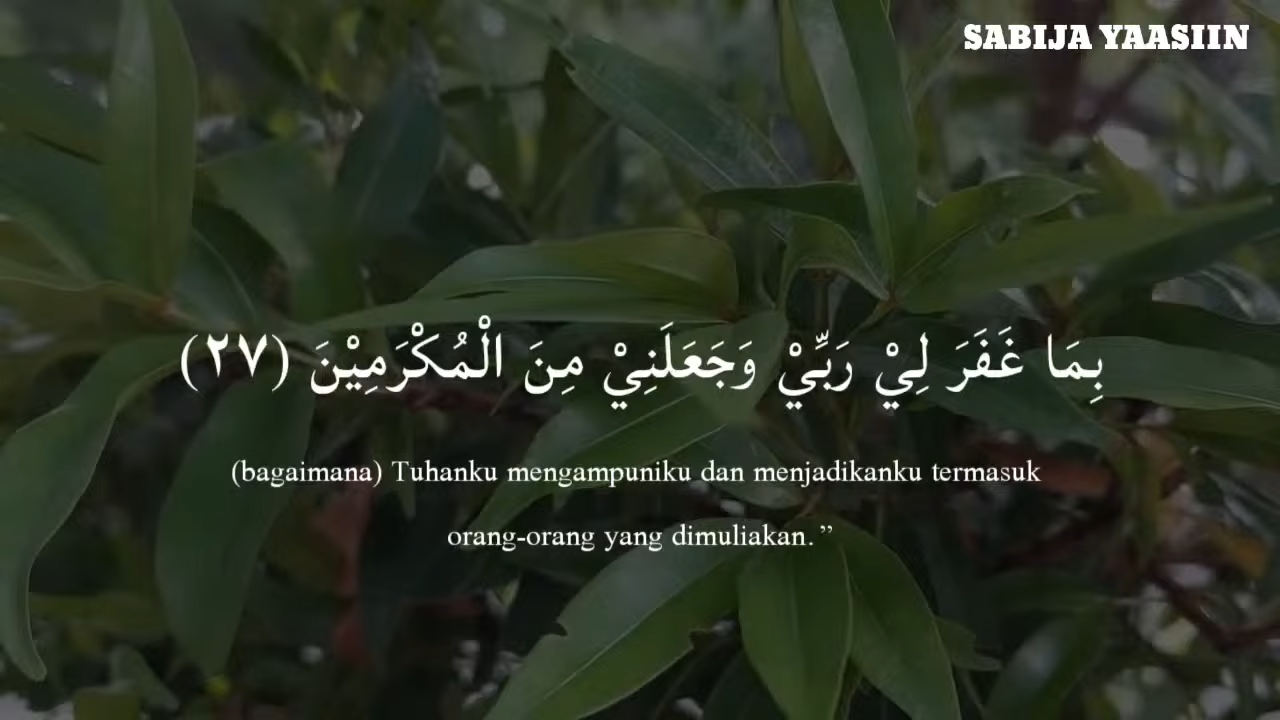 SABIJA YAASIIN
بِمَا غَفَرَ لِيْ رَبِّيْ وَجَعَلَنِيْ مِنَ الْمُكْرَمِيْنَ (٢٧)
(bagaimana) Tuhanku mengampuniku dan menjadikanku termasuk
orang-orang yang dimuliakan.”